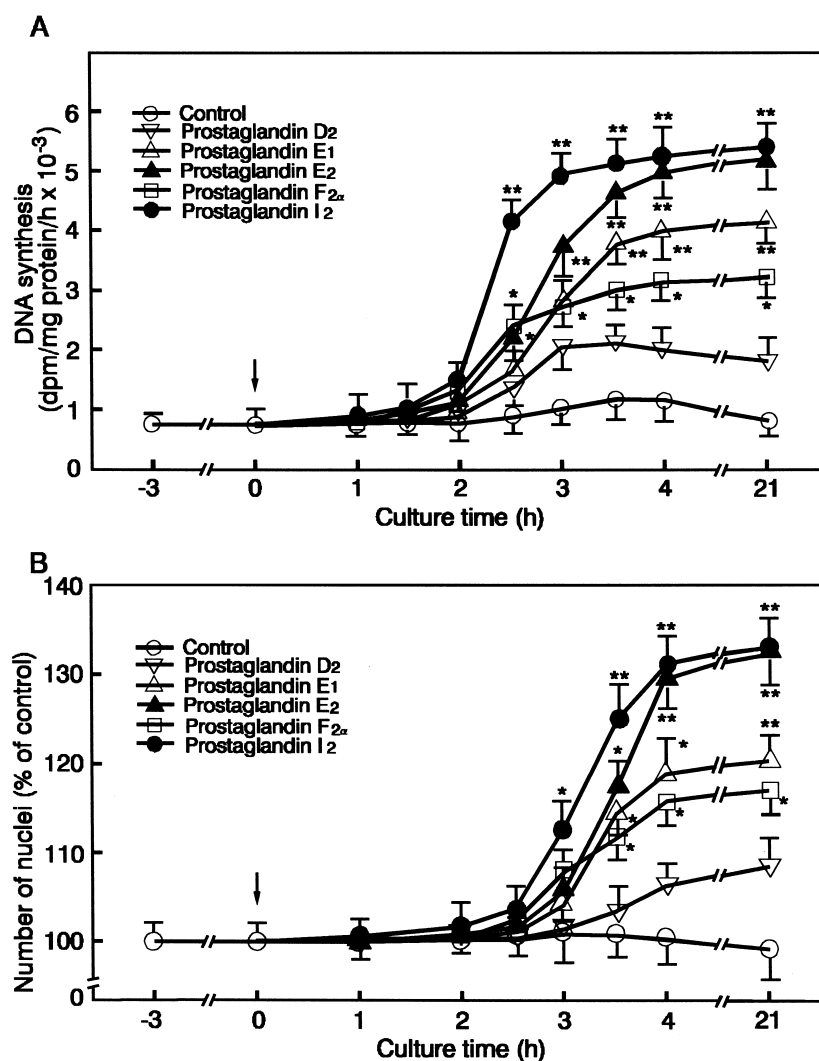 A
DNA synthesis
(dpm/mg protein/h x 10-3)
6
5
4
3
2
1
0
Control
Prostaglandin D2
Prostaglandin E1
Prostaglandin E2
Prostaglandin F2α
Prostaglandin I2
** ** ** ** **
**
** ** ** **
* ** **
* * * * *
-3 0 1 2 3 4 21
Culture time (h)
B
Number of nuclei (% of control)
140
130
120
110
100
0
Control
Prostaglandin D2
Prostaglandin E1
Prostaglandin E2
Prostaglandin F2α
Prostaglandin I2
** **
** **
* ** * **
* * * * *
-3 0 1 2 3 4 21
Culture time (h)